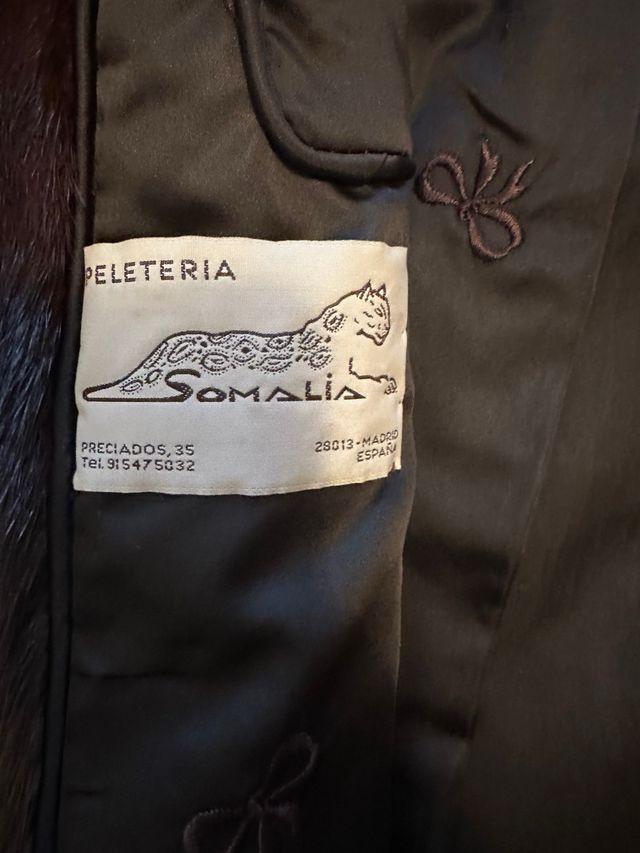 PELETERIA
SOMALIA
PRECIADOS, 35
Tel. 915475032
28013-MADRID
ESPAÑA